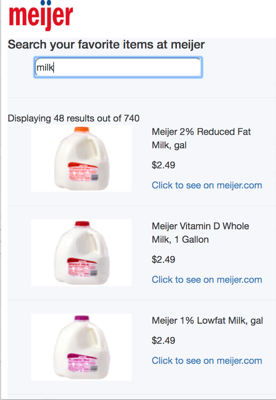 meijer
Search your favorite items at meijer
milk
Displaying 48 results out of 740
Meijer 2% Reduced Fat
Milk, gal
$2.49
Click to see on meijer.com
Meijer Vitamin D Whole
Milk, 1 Gallon
$2.49
Click to see on meijer.com
Meijer 1% Lowfat Milk, gal
$2.49
Click to see on meijer.com